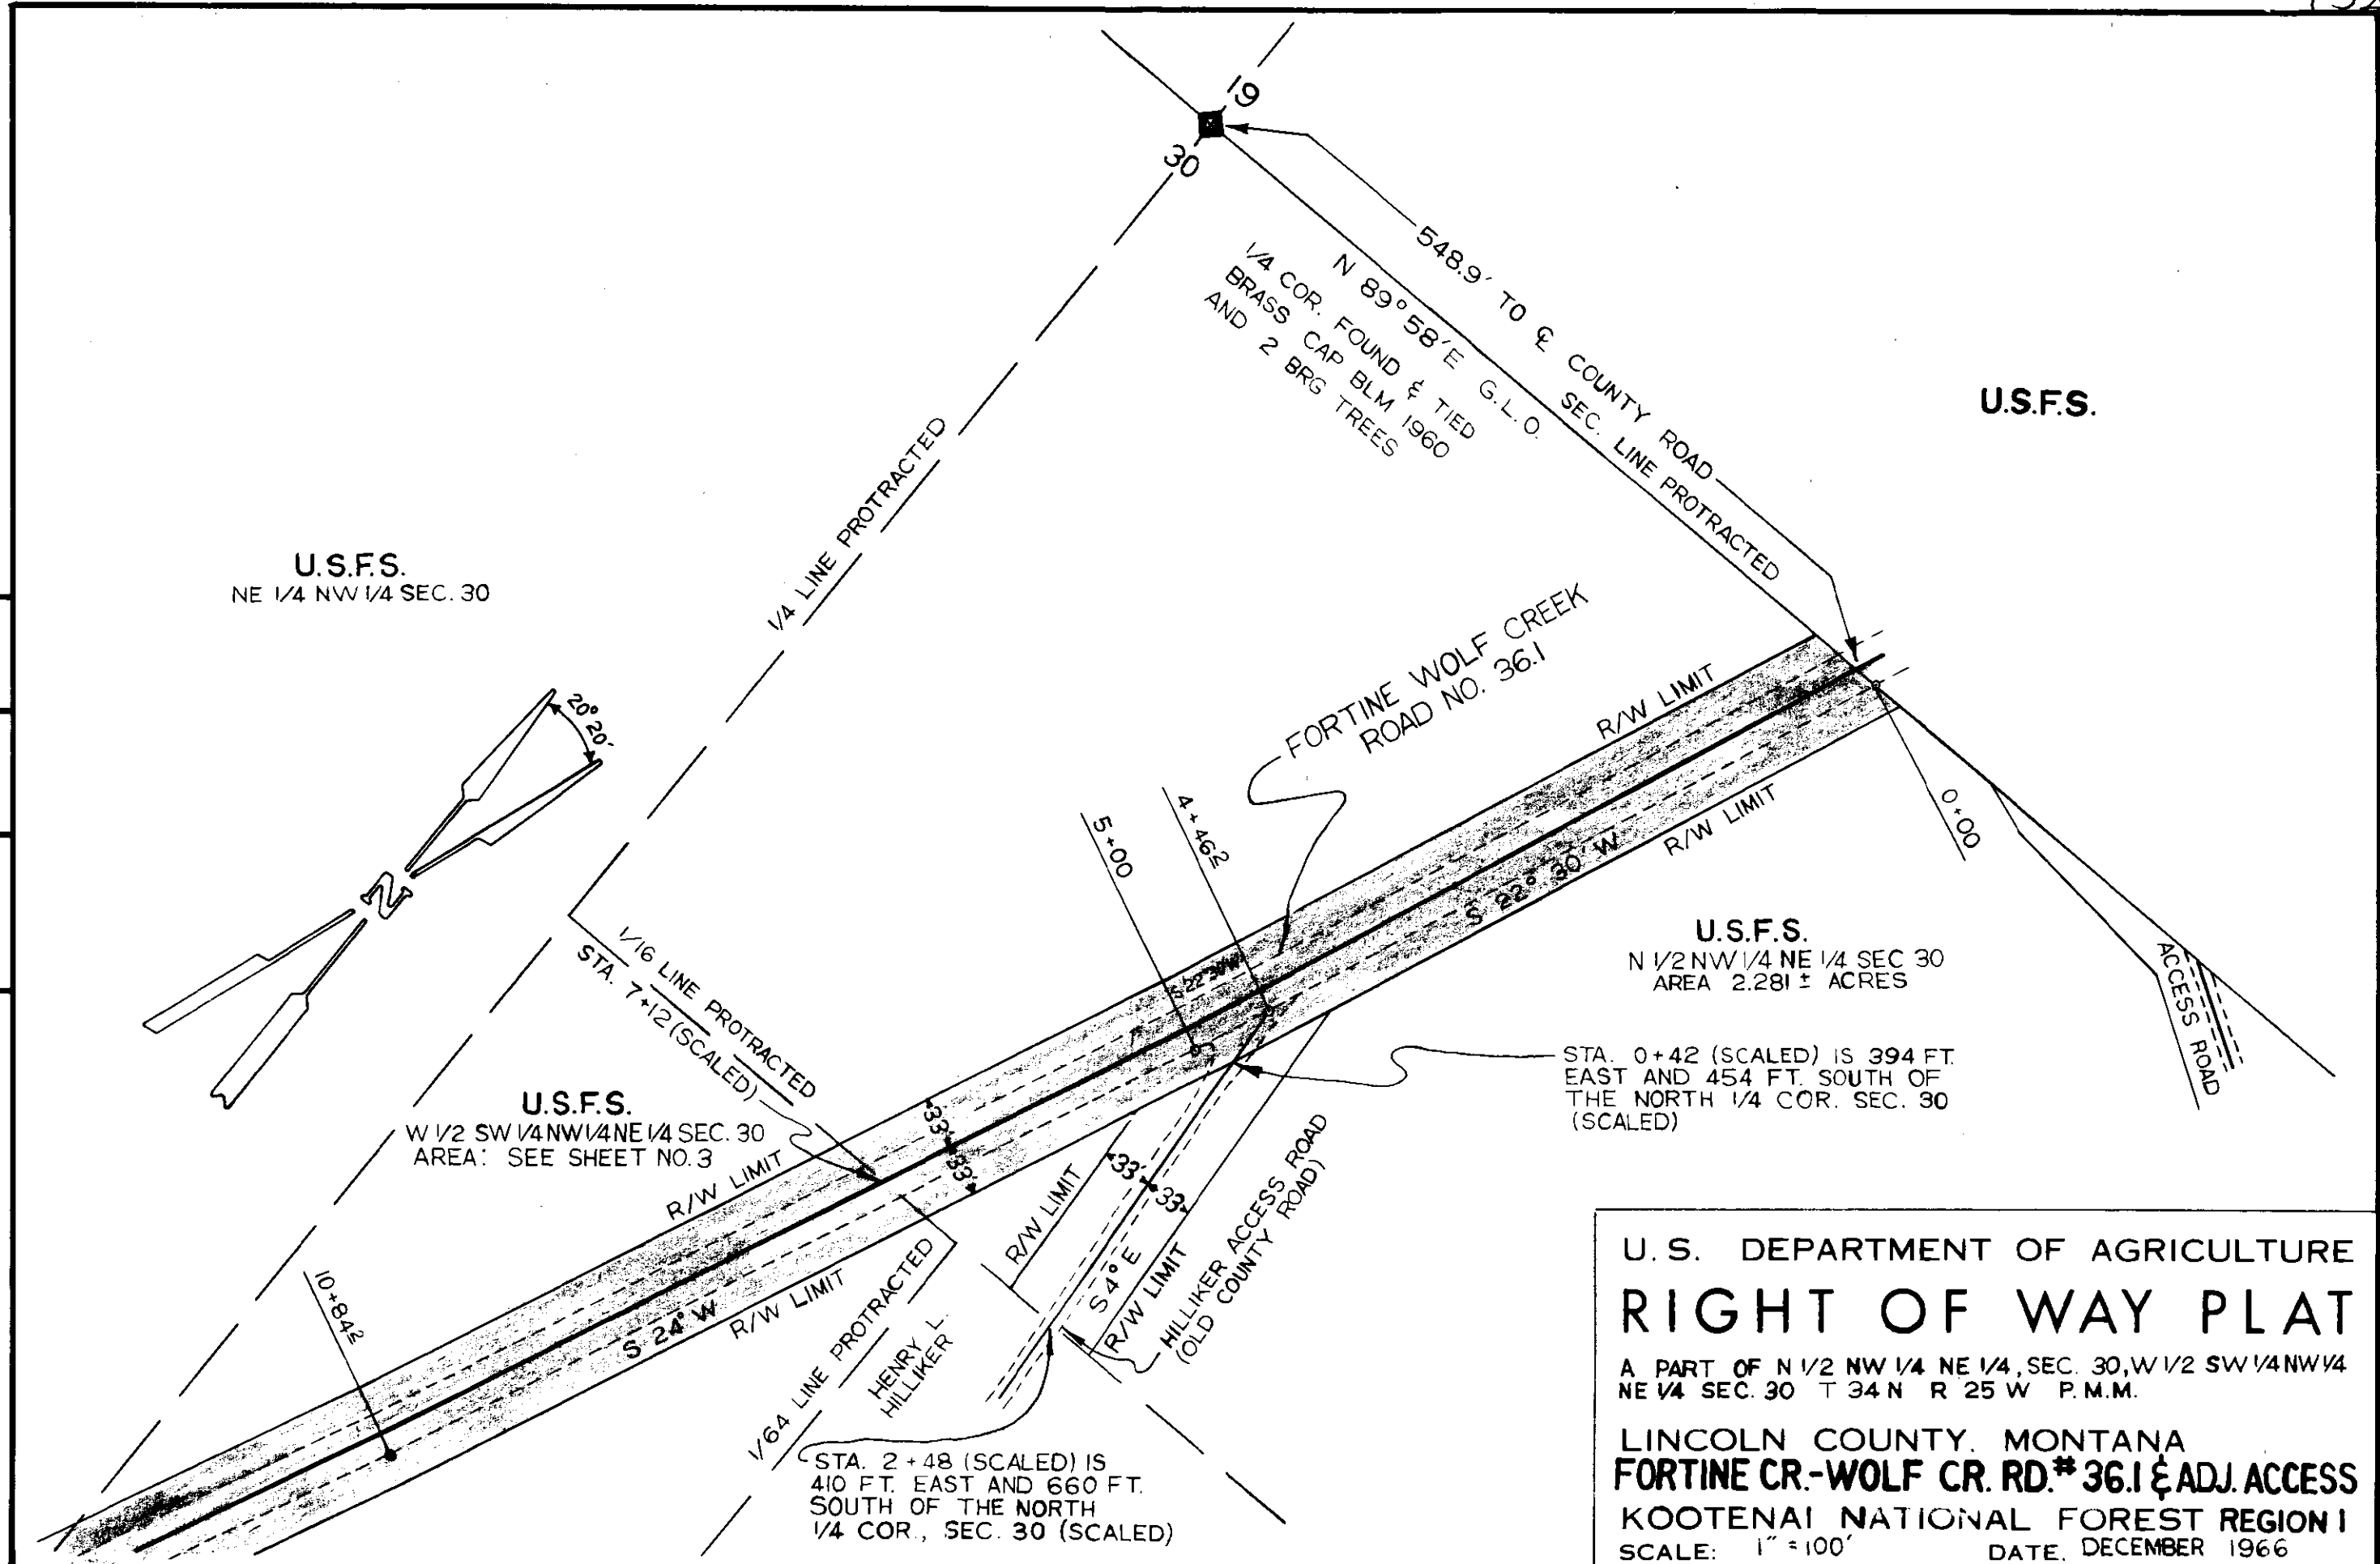 19
30
548.9' TO ℄ COUNTY ROAD
N 89° 58' E G.L.O.
SEC. LINE PROTRACTED
1/4 COR. FOUND & TIED
BRASS CAP BLM 1960
AND 2 BRG TREES
U.S.F.S.
1/4 LINE PROTRACTED
U.S.F.S.
NE 1/4 NW 1/4 SEC. 30
20° 20'
N
FORTINE WOLF CREEK
ROAD NO. 36.1
R/W LIMIT
R/W LIMIT
0+00
4+46²
5+00
S 22° 30' W
S 22° 30' W
U.S.F.S.
N 1/2 NW 1/4 NE 1/4 SEC 30
AREA 2.281 ± ACRES
ACCESS ROAD
1/16 LINE PROTRACTED
STA. 7+12 (SCALED)
U.S.F.S.
W 1/2 SW 1/4 NW 1/4 NE 1/4 SEC. 30
AREA: SEE SHEET NO. 3
R/W LIMIT
33'
33'
STA. 0+42 (SCALED) IS 394 FT.
EAST AND 454 FT. SOUTH OF
THE NORTH 1/4 COR. SEC. 30
(SCALED)
R/W LIMIT
33'
33'
S 4° E
R/W LIMIT
HILLIKER ACCESS ROAD
(OLD COUNTY ROAD)
10+84²
S 24° W
R/W LIMIT
1/64 LINE PROTRACTED
HENRY L.
HILLIKER
STA. 2+48 (SCALED) IS
410 FT. EAST AND 660 FT.
SOUTH OF THE NORTH
1/4 COR., SEC. 30 (SCALED)
U.S. DEPARTMENT OF AGRICULTURE
RIGHT OF WAY PLAT
A PART OF N 1/2 NW 1/4 NE 1/4, SEC. 30, W 1/2 SW 1/4 NW 1/4
NE 1/4 SEC. 30 T 34 N R 25 W P.M.M.
LINCOLN COUNTY. MONTANA
FORTINE CR.-WOLF CR. RD.# 36.1 & ADJ. ACCESS
KOOTENAI NATIONAL FOREST REGION 1
SCALE: 1" = 100' DATE. DECEMBER 1966